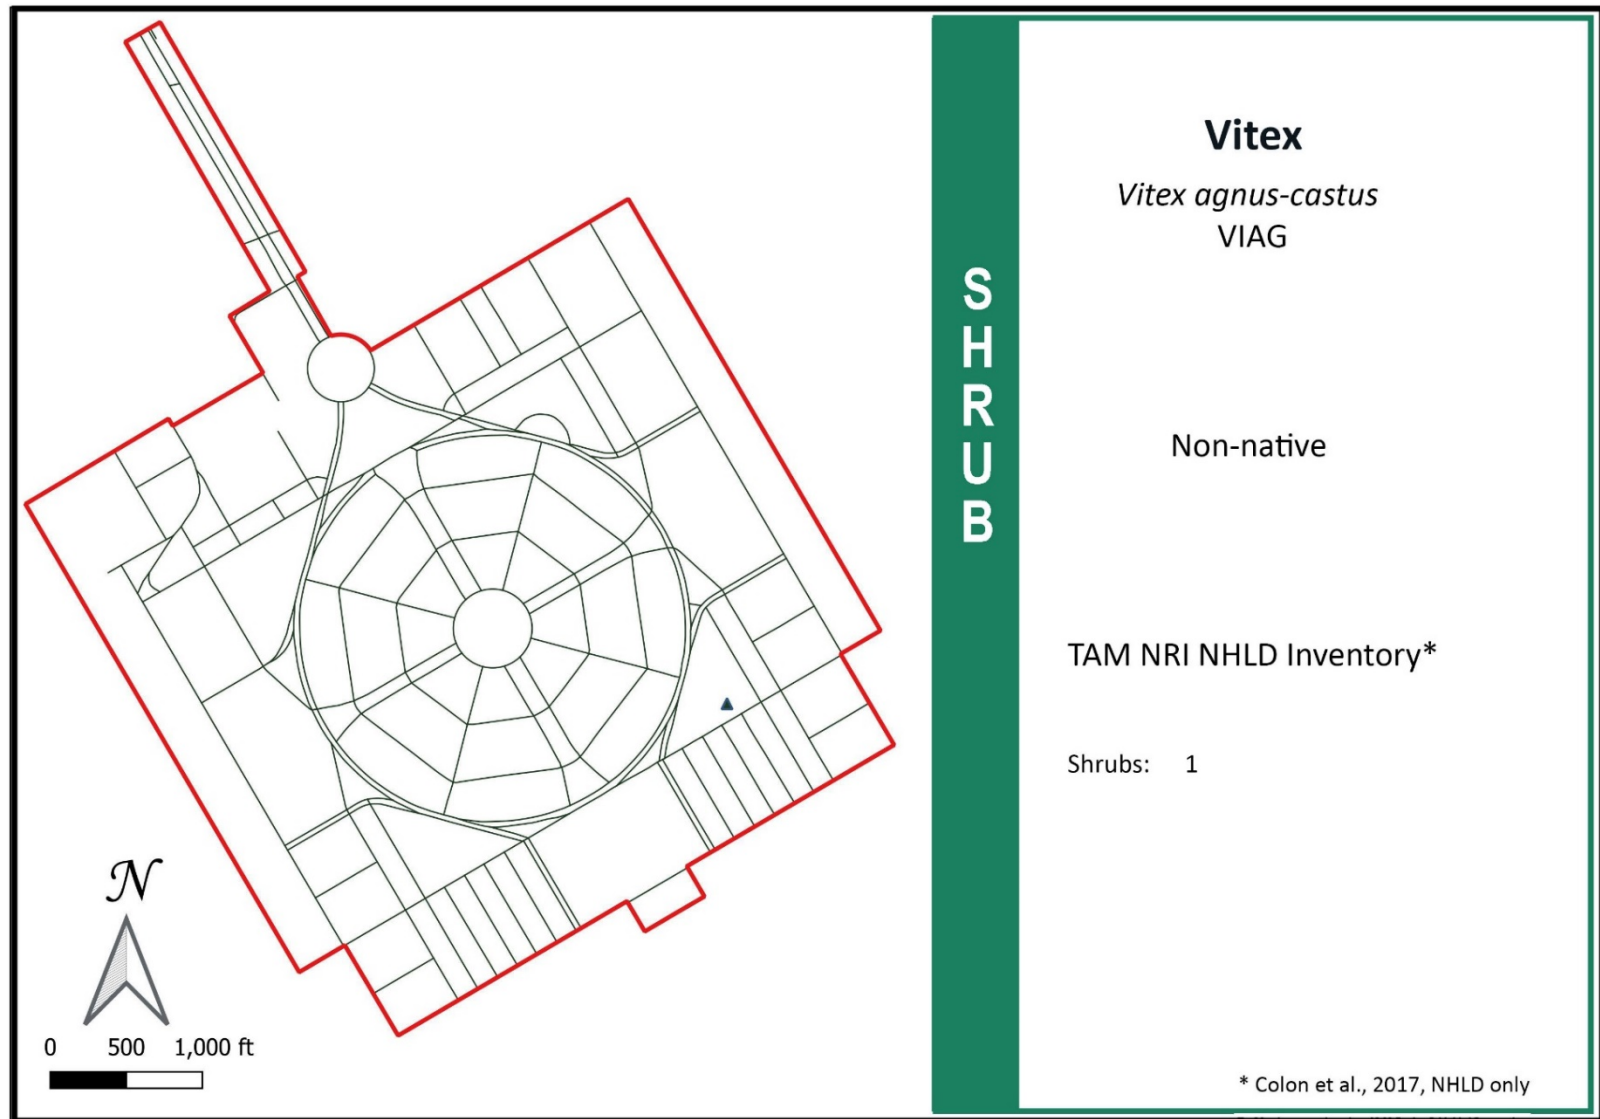 N
0 500 1,000 ft
S
H
R
U
B
Vitex
Vitex agnus-castus
VIAG
Non-native
TAM NRI NHLD Inventory*
Shrubs: 1
* Colon et al., 2017, NHLD only